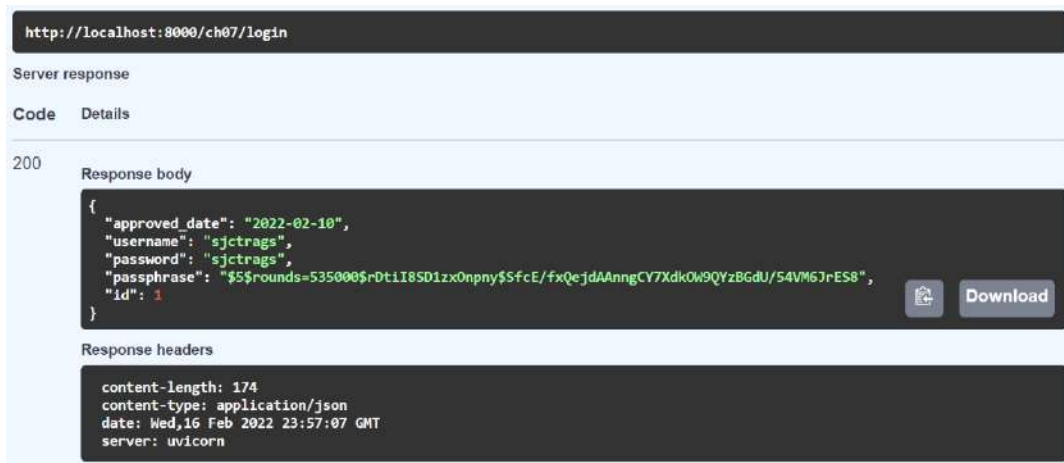 http://localhost:8000/ch07/login
Server response
Code Details
200
Response body
{
"approved_date": "2022-02-10",
"username": "sjctrags",
"password": "sjctrags",
"passphrase": "$5$rounds=535000$rDtiI8SD1zxOnpny$SfcE/fxQejdAAnngCY7XdkOW9QYzBGdU/54VM6JrES8",
"id": 1
}
Download
Response headers
content-length: 174
content-type: application/json
date: Wed,16 Feb 2022 23:57:07 GMT
server: uvicorn